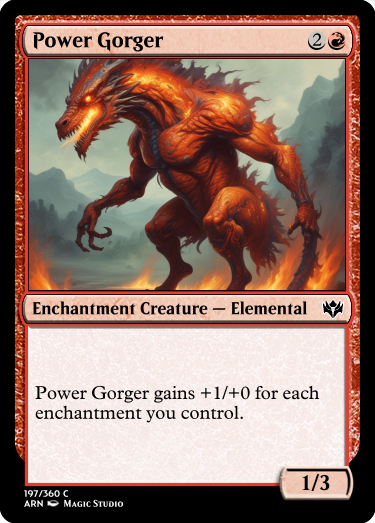 Power Gorger 2
Enchantment Creature — Elemental
Power Gorger gains +1/+0 for each
enchantment you control.
1/3
197/360 C
ARN Magic Studio